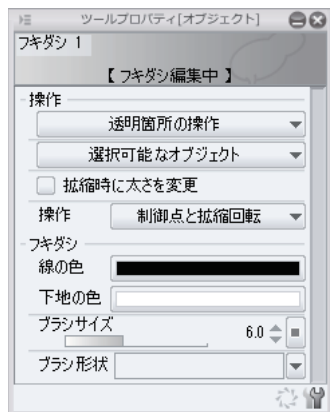 ツールプロパティ[オブジェクト]
フキダシ 1
【 フキダシ編集中 】
操作
透明箇所の操作
選択可能なオブジェクト
拡縮時に太さを変更
操作 制御点と拡縮回転
フキダシ
線の色
下地の色
ブラシサイズ 6.0
ブラシ形状